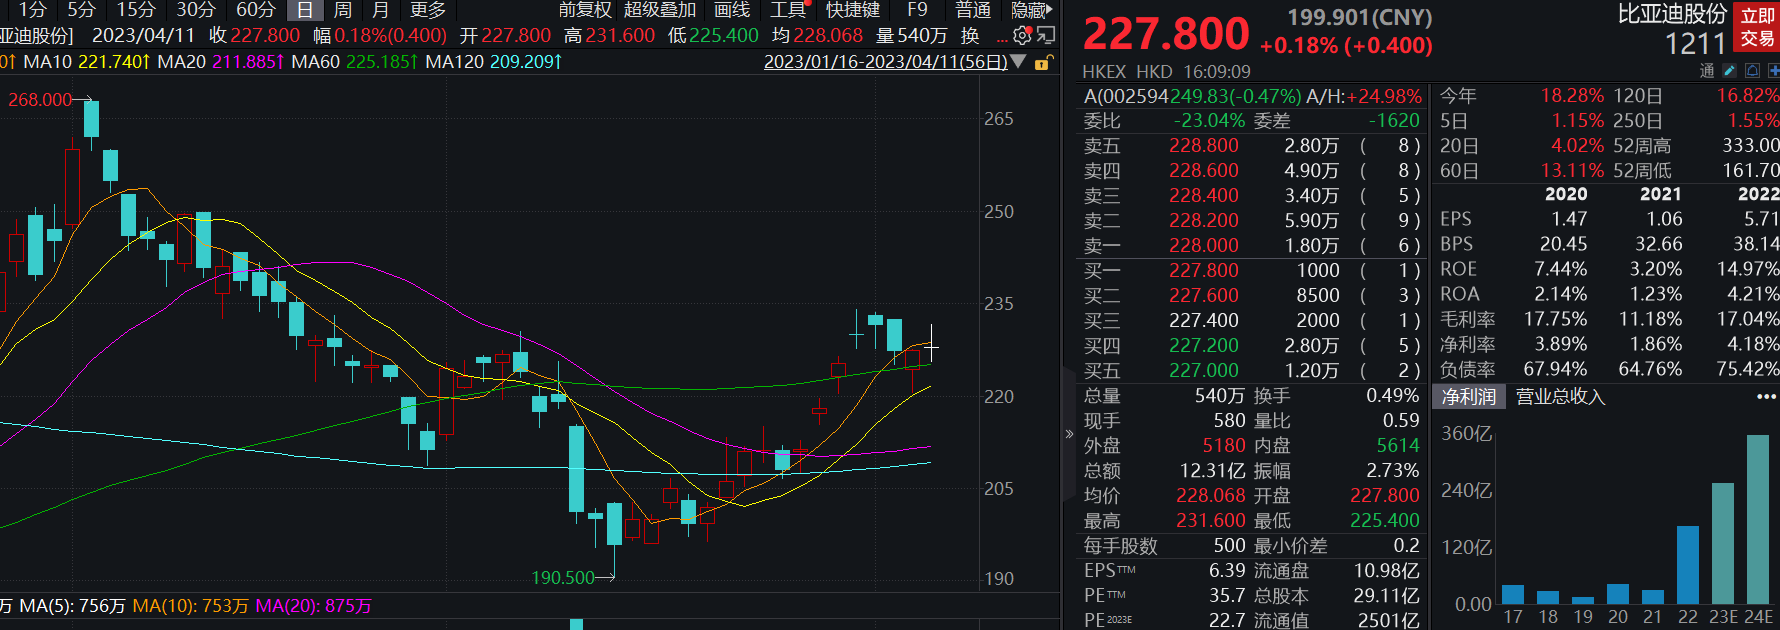 1分 5分 15分 30分 60分 日 周 月 更多 前复权 超级叠加 画线 工具 快捷键 F9 普通 隐藏
亚迪股份] 2023/04/11 收227.800 幅0.18%(0.400) 开227.800 高231.600 低225.400 均228.068 量540万 换 ...
0↑ MA10 221.740↑ MA20 211.885↑ MA60 225.185↑ MA120 209.209↑ 2023/01/16-2023/04/11(56日)
268.000
265
250
235
220
205
190
190.500
万 MA(5): 756万 MA(10): 753万 MA(20): 875万
227.800 199.901(CNY)
+0.18% (+0.400)
HKEX HKD 16:09:09
比亚迪股份
1211
立即
交易
通
A(002594 249.83(-0.47%) A/H:+24.98%
委比 -23.04% 委差 -1620
卖五 228.800 2.80万 ( 8 )
卖四 228.600 4.90万 ( 8 )
卖三 228.400 3.40万 ( 5 )
卖二 228.200 5.90万 ( 9 )
卖一 228.000 1.80万 ( 6 )
买一 227.800 1000 ( 1 )
买二 227.600 8500 ( 3 )
买三 227.400 2000 ( 1 )
买四 227.200 2.80万 ( 5 )
买五 227.000 1.20万 ( 2 )
总量 540万 换手 0.49%
现手 580 量比 0.59
外盘 5180 内盘 5614
总额 12.31亿 振幅 2.73%
均价 228.068 开盘 227.800
最高 231.600 最低 225.400
每手股数 500 最小价差 0.2
EPS TTM 6.39 流通盘 10.98亿
PE TTM 35.7 总股本 29.11亿
PE 2023E 22.7 流通值 2501亿
今年 18.28% 120日 16.82%
5日 1.15% 250日 1.55%
20日 4.02% 52周高 333.00
60日 13.11% 52周低 161.70
2020 2021 2022
EPS 1.47 1.06 5.71
BPS 20.45 32.66 38.14
ROE 7.44% 3.20% 14.97%
ROA 2.14% 1.23% 4.21%
毛利率 17.75% 11.18% 17.04%
净利率 3.89% 1.86% 4.18%
负债率 67.94% 64.76% 75.42%
净利润 营业总收入 •••
360亿
240亿
120亿
0.00
17 18 19 20 21 22 23E 24E